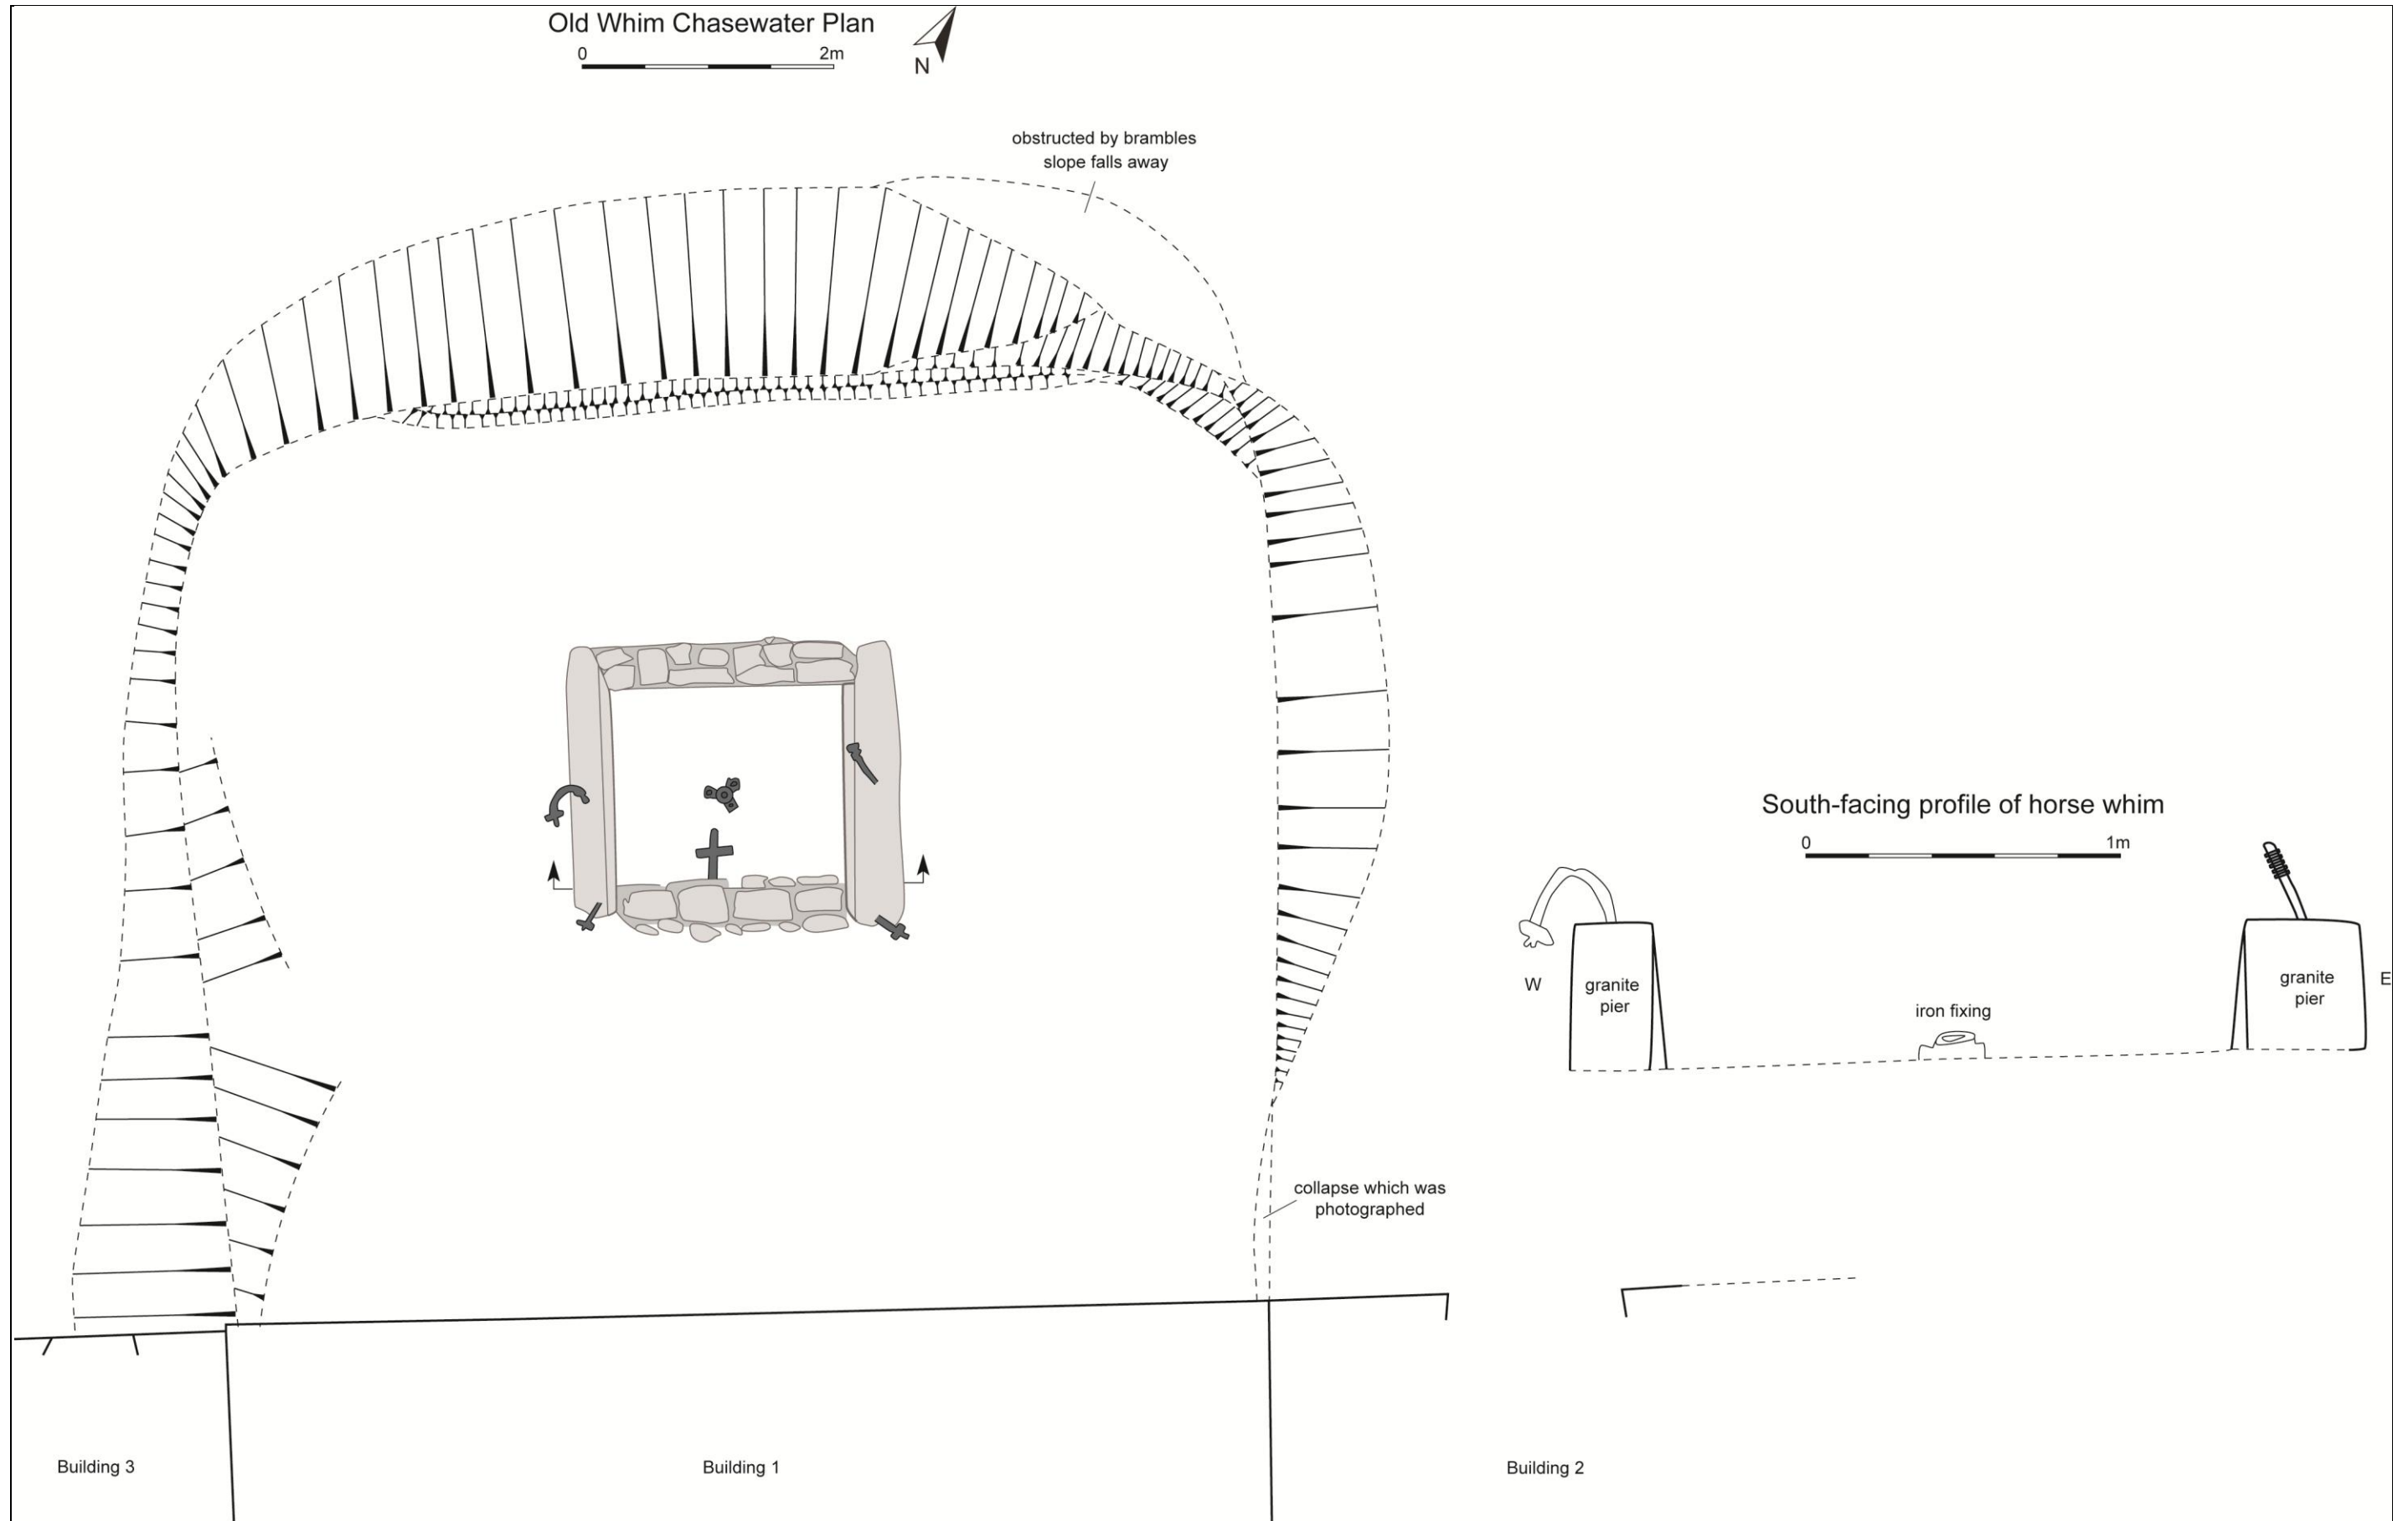 Old Whim Chasewater Plan
0 2m
N
obstructed by brambles
slope falls away
South-facing profile of horse whim
0 1m
W
granite
pier
iron fixing
granite
pier
E
collapse which was
photographed
Building 3
Building 1
Building 2